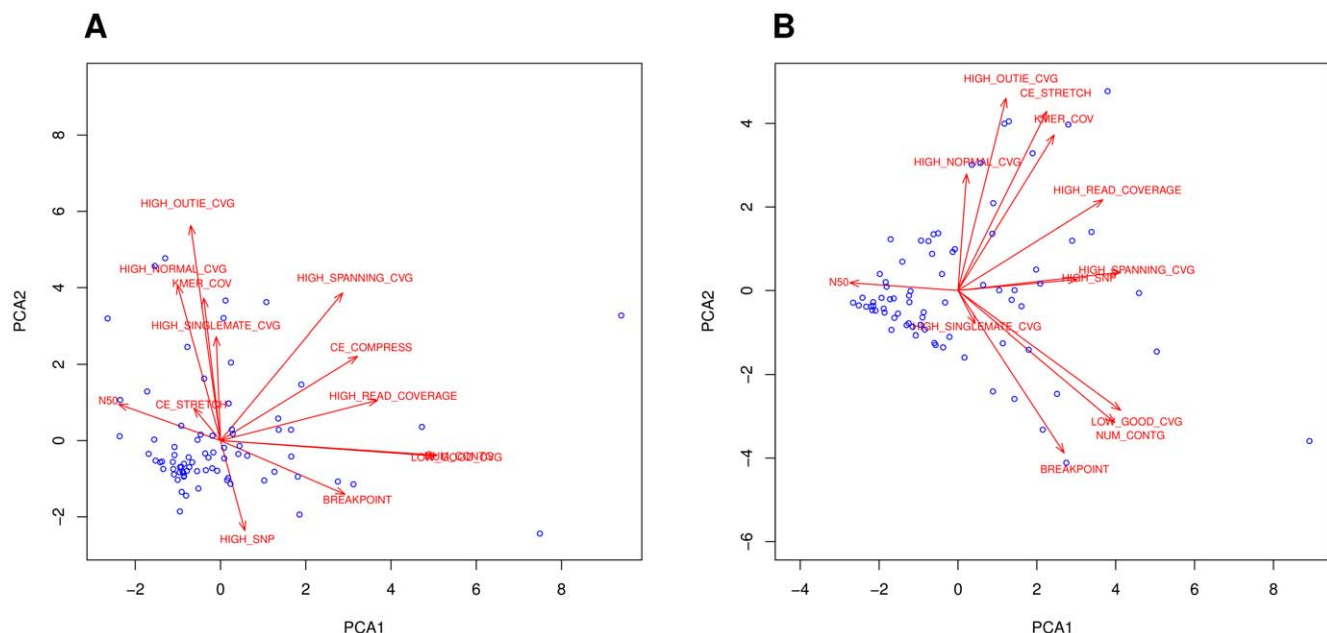 A
B
HIGH_OUTIE_CVG
HIGH_NORMAL_CVG
KMER_COV
HIGH_SPANNING_CVG
HIGH_SINGLEMATE_CVG
CE_COMPRESS
HIGH_READ_COVERAGE
N50
CE_STRETCH
LOW_GOOD_CVG
NUM_CONTG
BREAKPOINT
HIGH_SNP
8
6
4
2
0
−2
PCA2
−2 0 2 4 6 8
PCA1
HIGH_OUTIE_CVG
CE_STRETCH
KMER_COV
HIGH_NORMAL_CVG
HIGH_READ_COVERAGE
HIGH_SPANNING_CVG
HIGH_SNP
N50
HIGH_SINGLEMATE_CVG
LOW_GOOD_CVG
NUM_CONTG
BREAKPOINT
4
2
0
−2
−4
−6
PCA2
−4 −2 0 2 4 6 8
PCA1